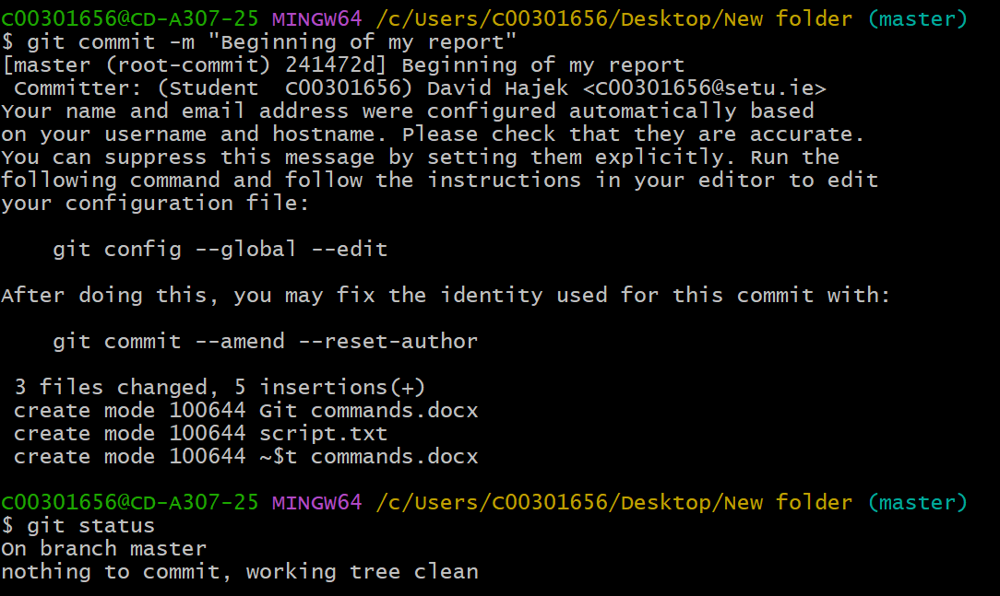 C00301656@CD-A307-25 MINGW64 /c/Users/C00301656/Desktop/New folder (master)
$ git commit -m "Beginning of my report"
[master (root-commit) 241472d] Beginning of my report
 Committer: (Student  C00301656) David Hajek <C00301656@setu.ie>
Your name and email address were configured automatically based
on your username and hostname. Please check that they are accurate.
You can suppress this message by setting them explicitly. Run the
following command and follow the instructions in your editor to edit
your configuration file:

    git config --global --edit

After doing this, you may fix the identity used for this commit with:

    git commit --amend --reset-author

 3 files changed, 5 insertions(+)
 create mode 100644 Git commands.docx
 create mode 100644 script.txt
 create mode 100644 ~$t commands.docx

C00301656@CD-A307-25 MINGW64 /c/Users/C00301656/Desktop/New folder (master)
$ git status
On branch master
nothing to commit, working tree clean